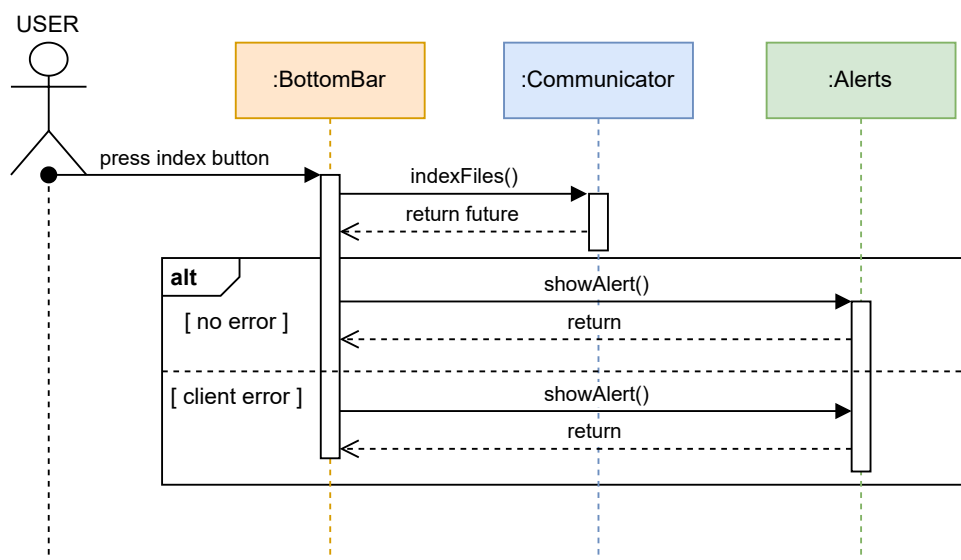 USER
:BottomBar
:Communicator
:Alerts
press index button
indexFiles()
return future
alt
showAlert()
[ no error ]
return
[ client error ]
showAlert()
return